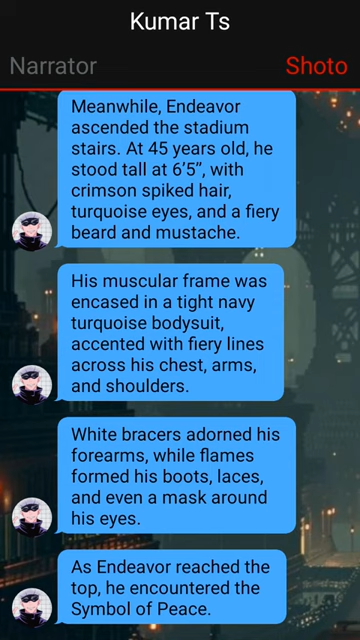 Kumar Ts
Narrator
Shoto
Meanwhile, Endeavor
ascended the stadium
stairs. At 45 years old, he
stood tall at 6’5”, with
crimson spiked hair,
turquoise eyes, and a fiery
beard and mustache.
His muscular frame was
encased in a tight navy
turquoise bodysuit,
accented with fiery lines
across his chest, arms,
and shoulders.
White bracers adorned his
forearms, while flames
formed his boots, laces,
and even a mask around
his eyes.
As Endeavor reached the
top, he encountered the
Symbol of Peace.